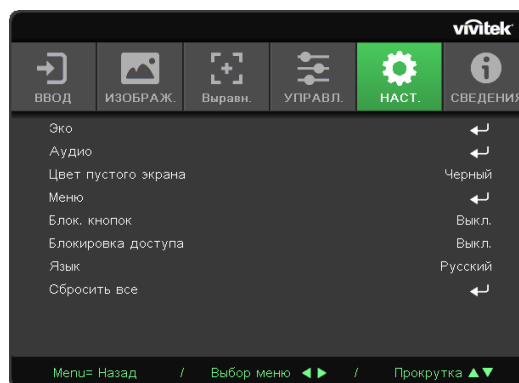 vivitek
ВВОД ИЗОБРАЖ. Выравн. УПРАВЛ. НАСТ. СВЕДЕНИЯ
Эко
Аудио
Цвет пустого экрана Черный
Меню
Блок. кнопок Выкл.
Блокировка доступа Выкл.
Язык Русский
Сбросить все
Menu= Назад / Выбор меню ◀ ▶ / Прокрутка ▲▼